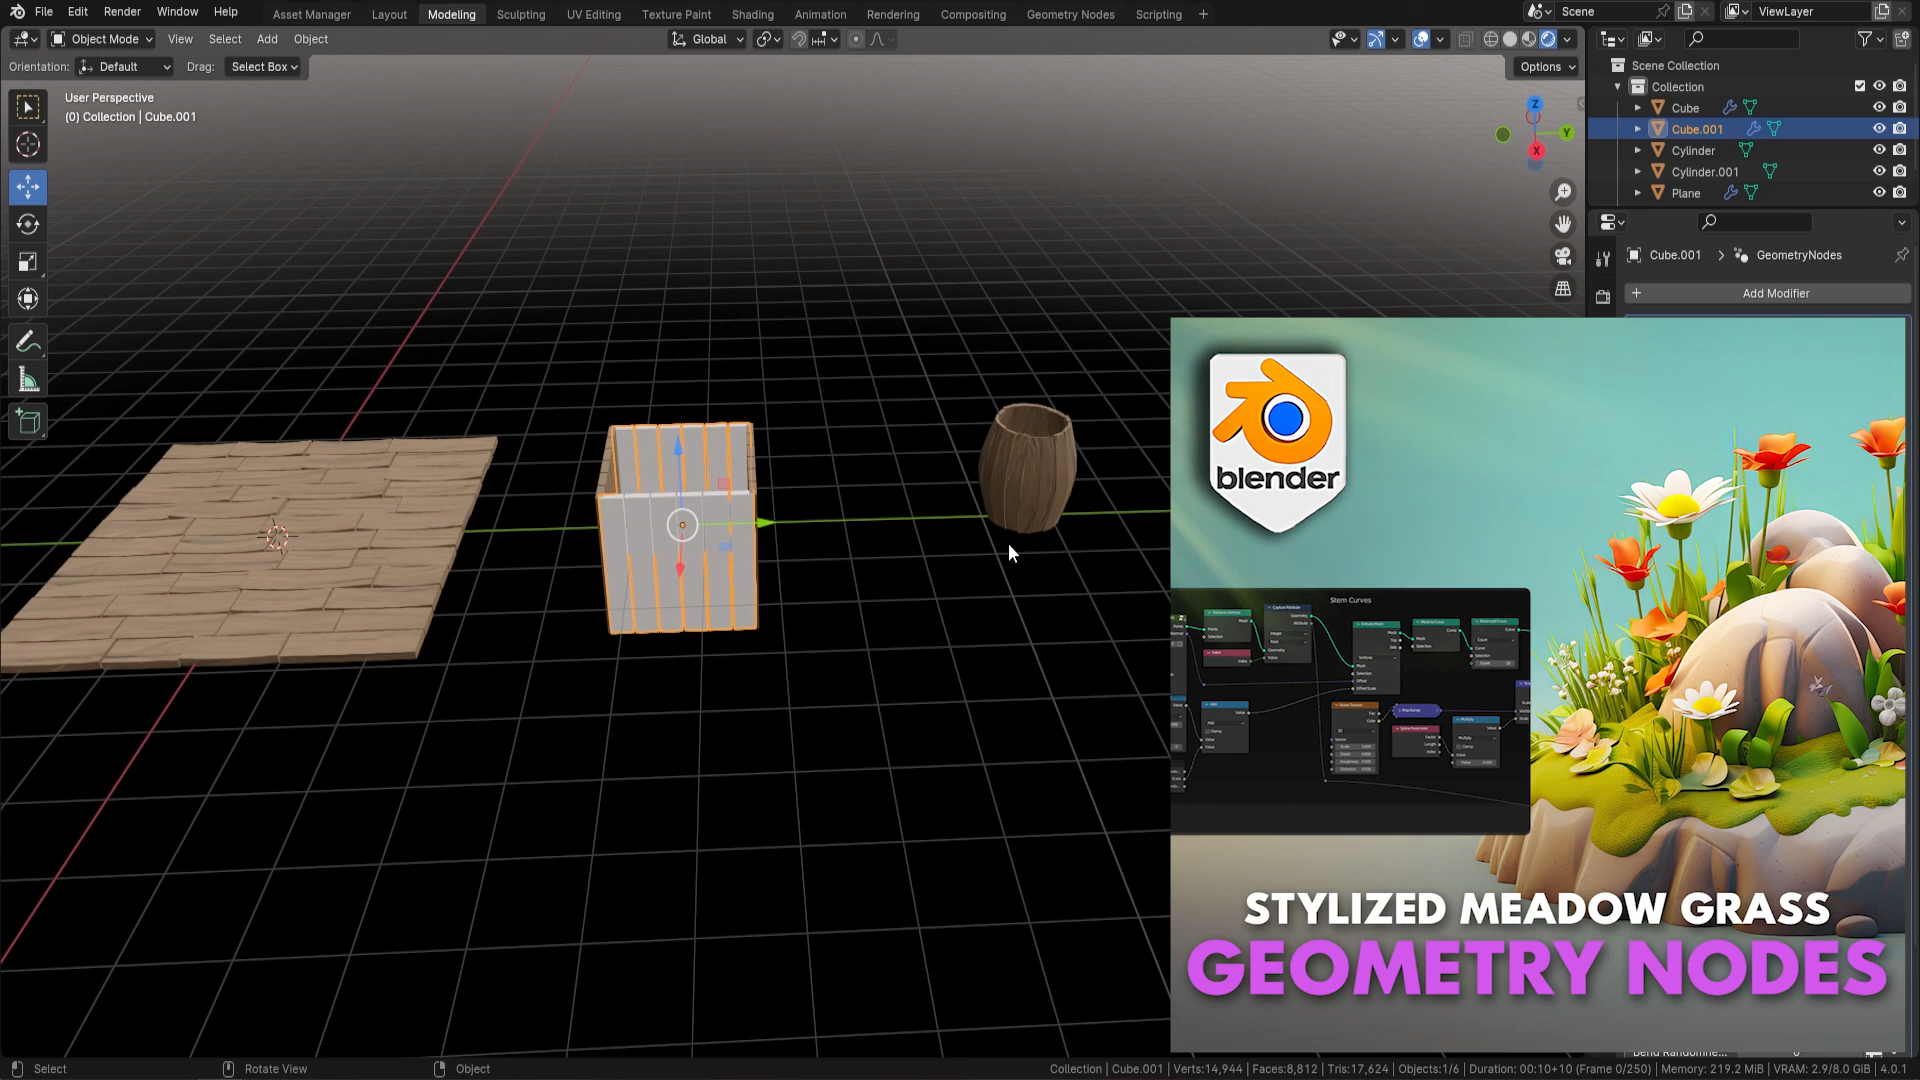 File Edit Render Window Help
Asset Manager Layout Modeling Sculpting UV Editing Texture Paint Shading Animation Rendering Compositing Geometry Nodes Scripting +
Scene
ViewLayer
Object Mode View Select Add Object
Global
Orientation: Default Drag: Select Box
Options
User Perspective
(0) Collection | Cube.001
Z
Y
X
Scene Collection
Collection
Cube
Cube.001
Cylinder
Cylinder.001
Plane
Cube.001 > GeometryNodes
+ Add Modifier
blender
Stem Curves
STYLIZED MEADOW GRASS
GEOMETRY NODES
Select
Rotate View
Object
Collection | Cube.001 | Verts:14,944 | Faces:8,812 | Tris:17,624 | Objects:1/6 | Duration: 00:10+10 (Frame 0/250) | Memory: 219.2 MiB | VRAM: 2.9/8.0 GiB | 4.0.1